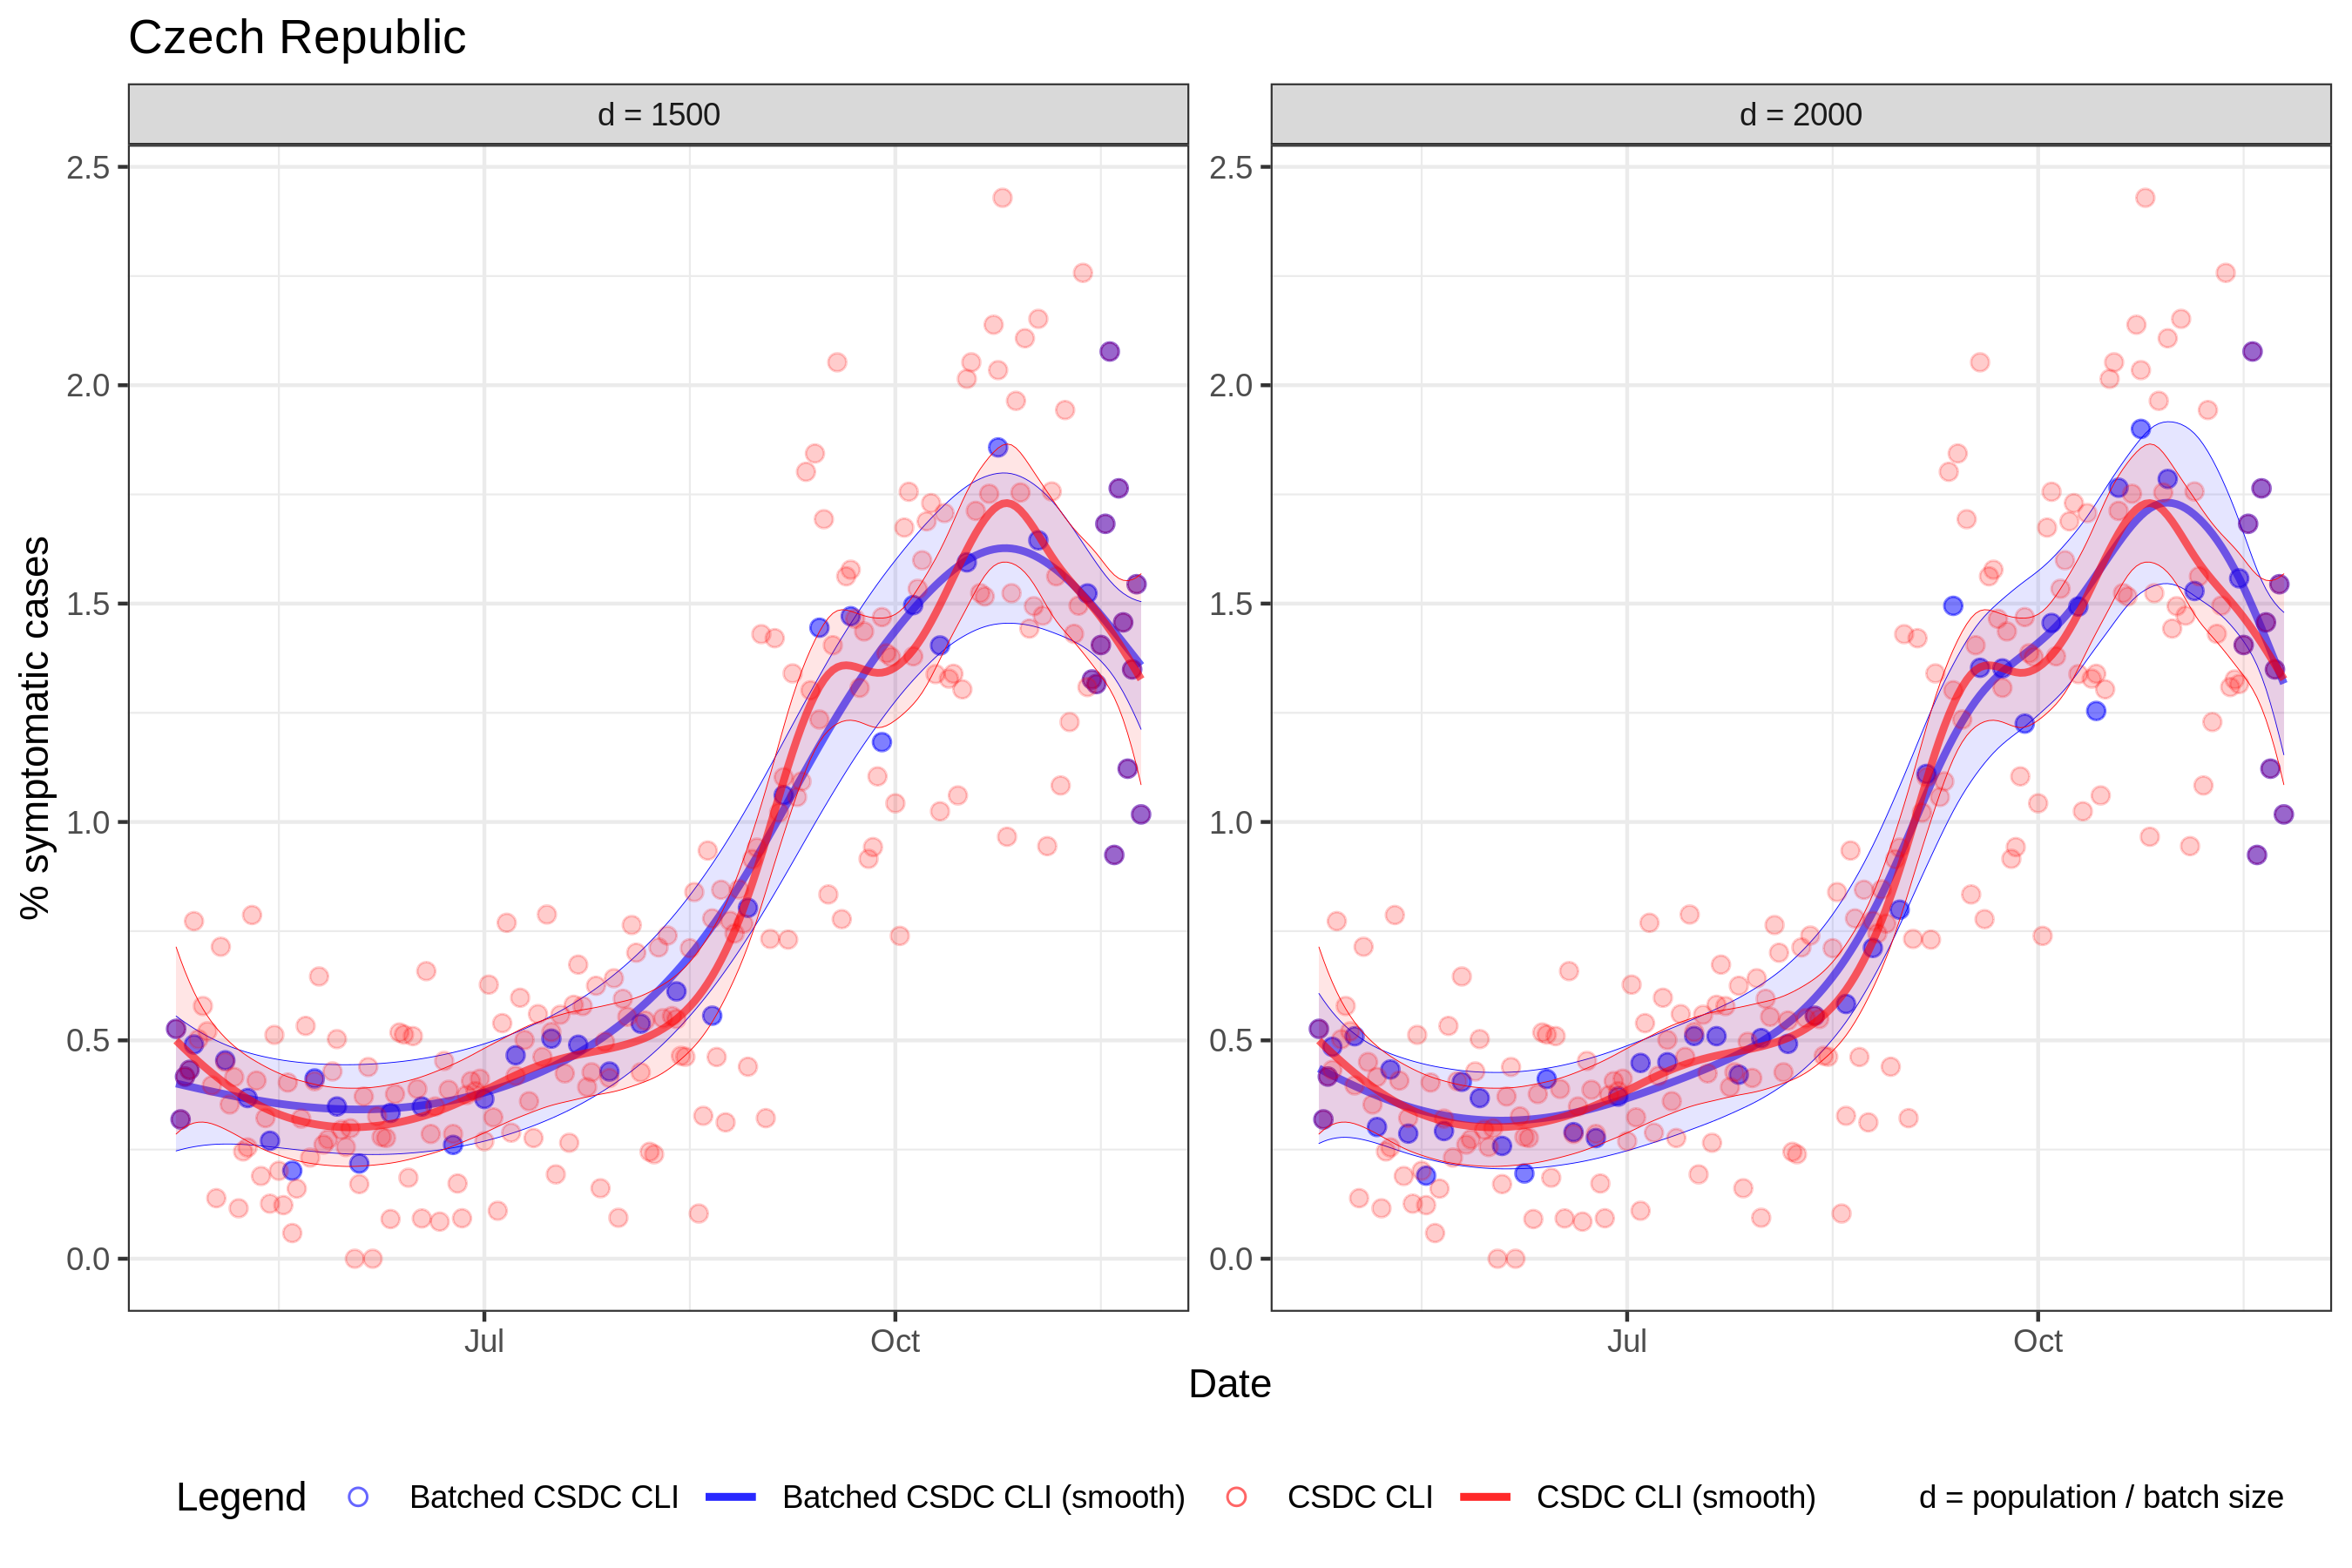 Czech Republic
d = 1500
d = 2000
% symptomatic cases
2.5
2.0
1.5
1.0
0.5
0.0
2.5
2.0
1.5
1.0
0.5
0.0
Jul
Oct
Jul
Oct
Date
Legend
Batched CSDC CLI
Batched CSDC CLI (smooth)
CSDC CLI
CSDC CLI (smooth)
d = population / batch size